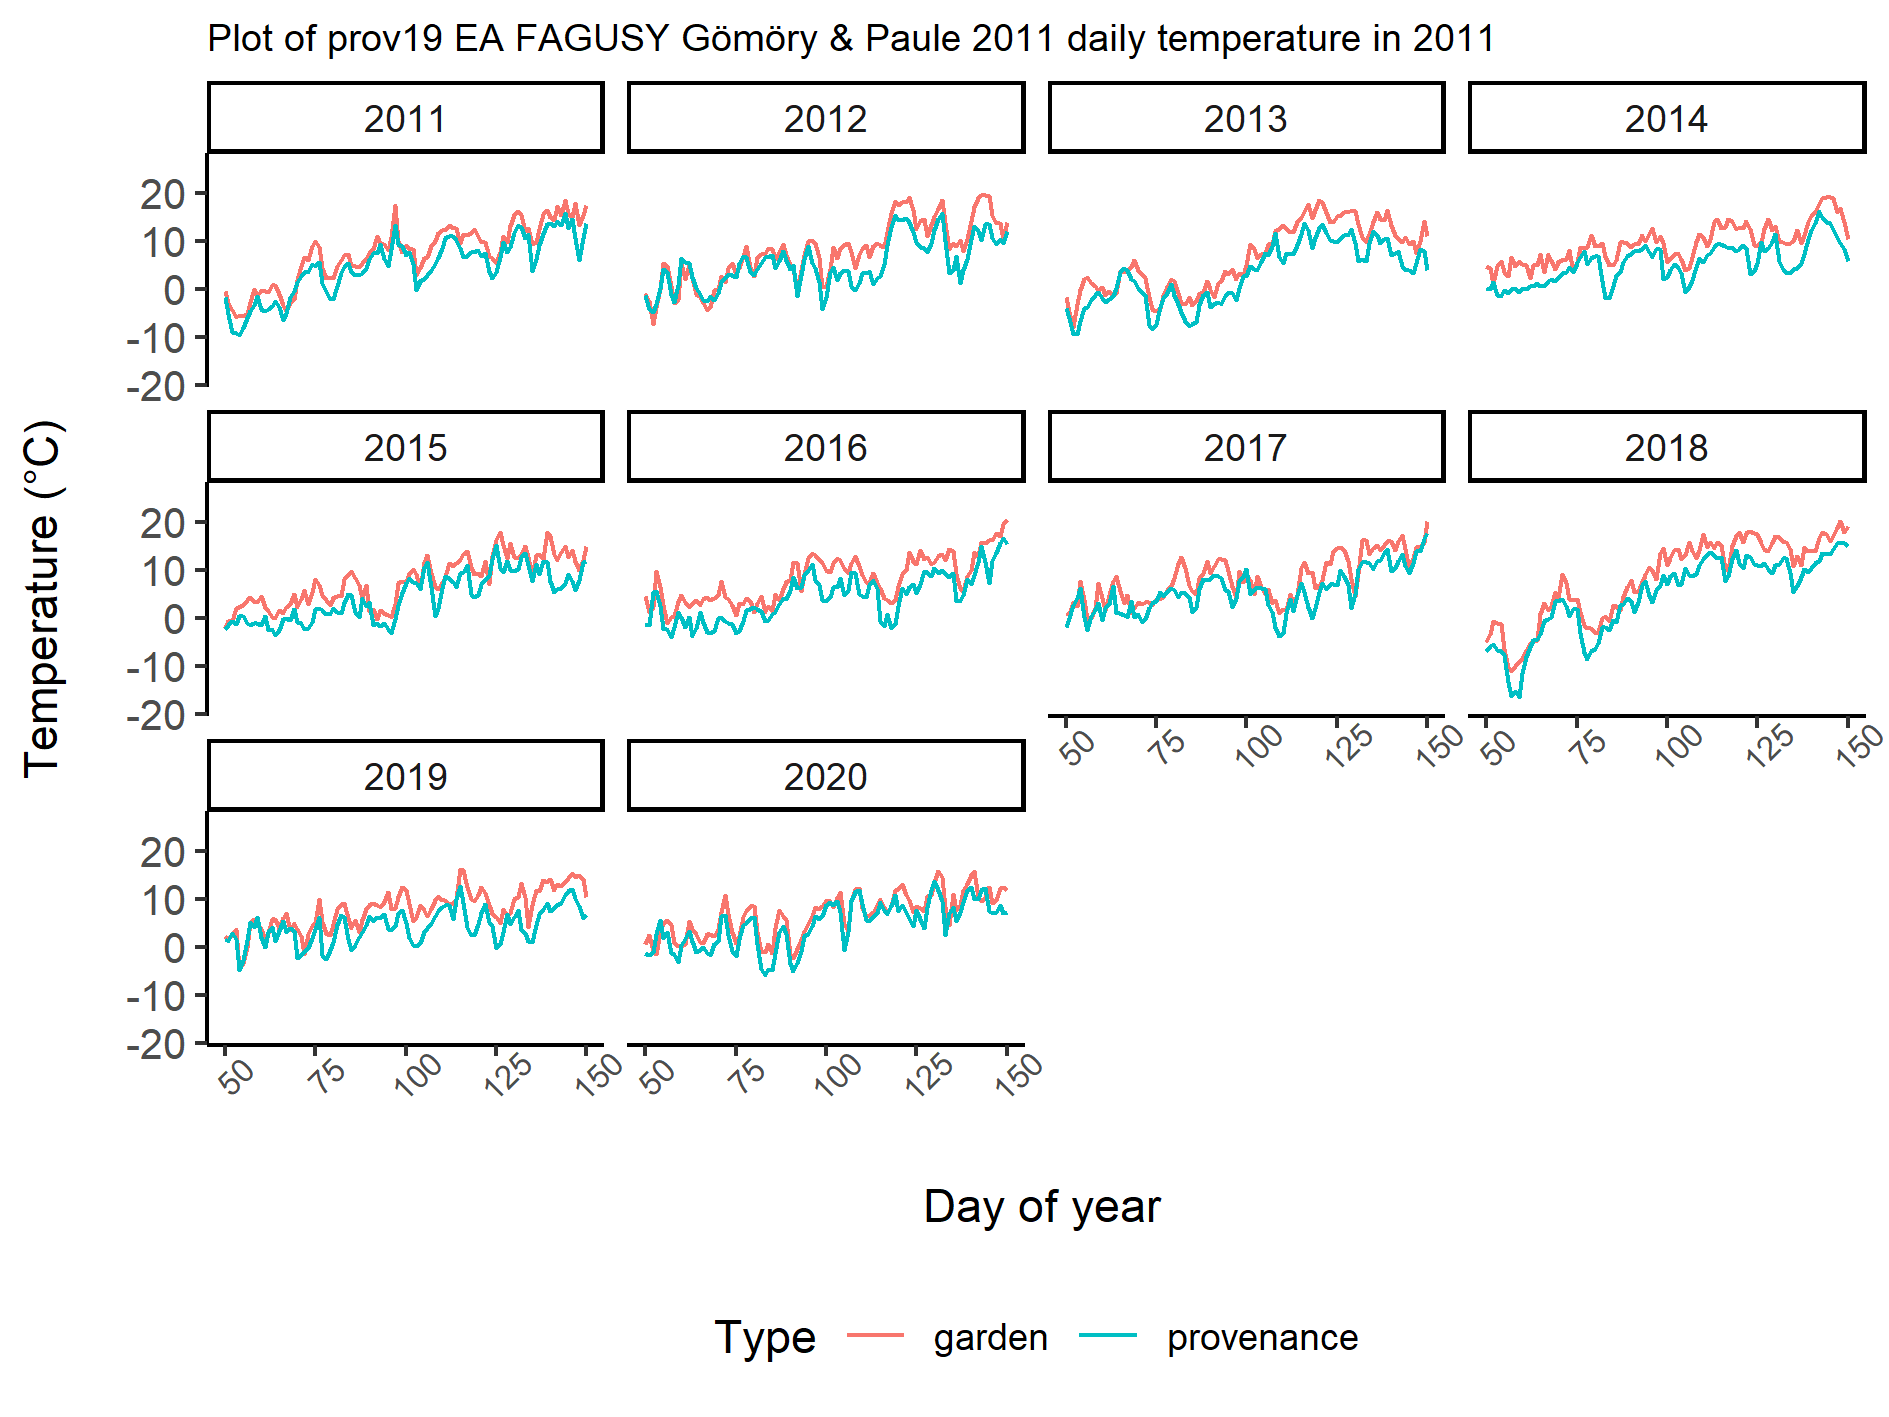 Plot of prov19 EA FAGUSY Gömöry & Paule 2011 daily temperature in 2011
2011 2012 2013 2014
20
10
0
-10
-20
2015 2016 2017 2018
20
10
0
-10
-20
50 75 100 125 150 50 75 100 125 150
2019 2020
20
10
0
-10
-20
50 75 100 125 150 50 75 100 125 150
Temperature (°C)
Day of year
Type garden provenance